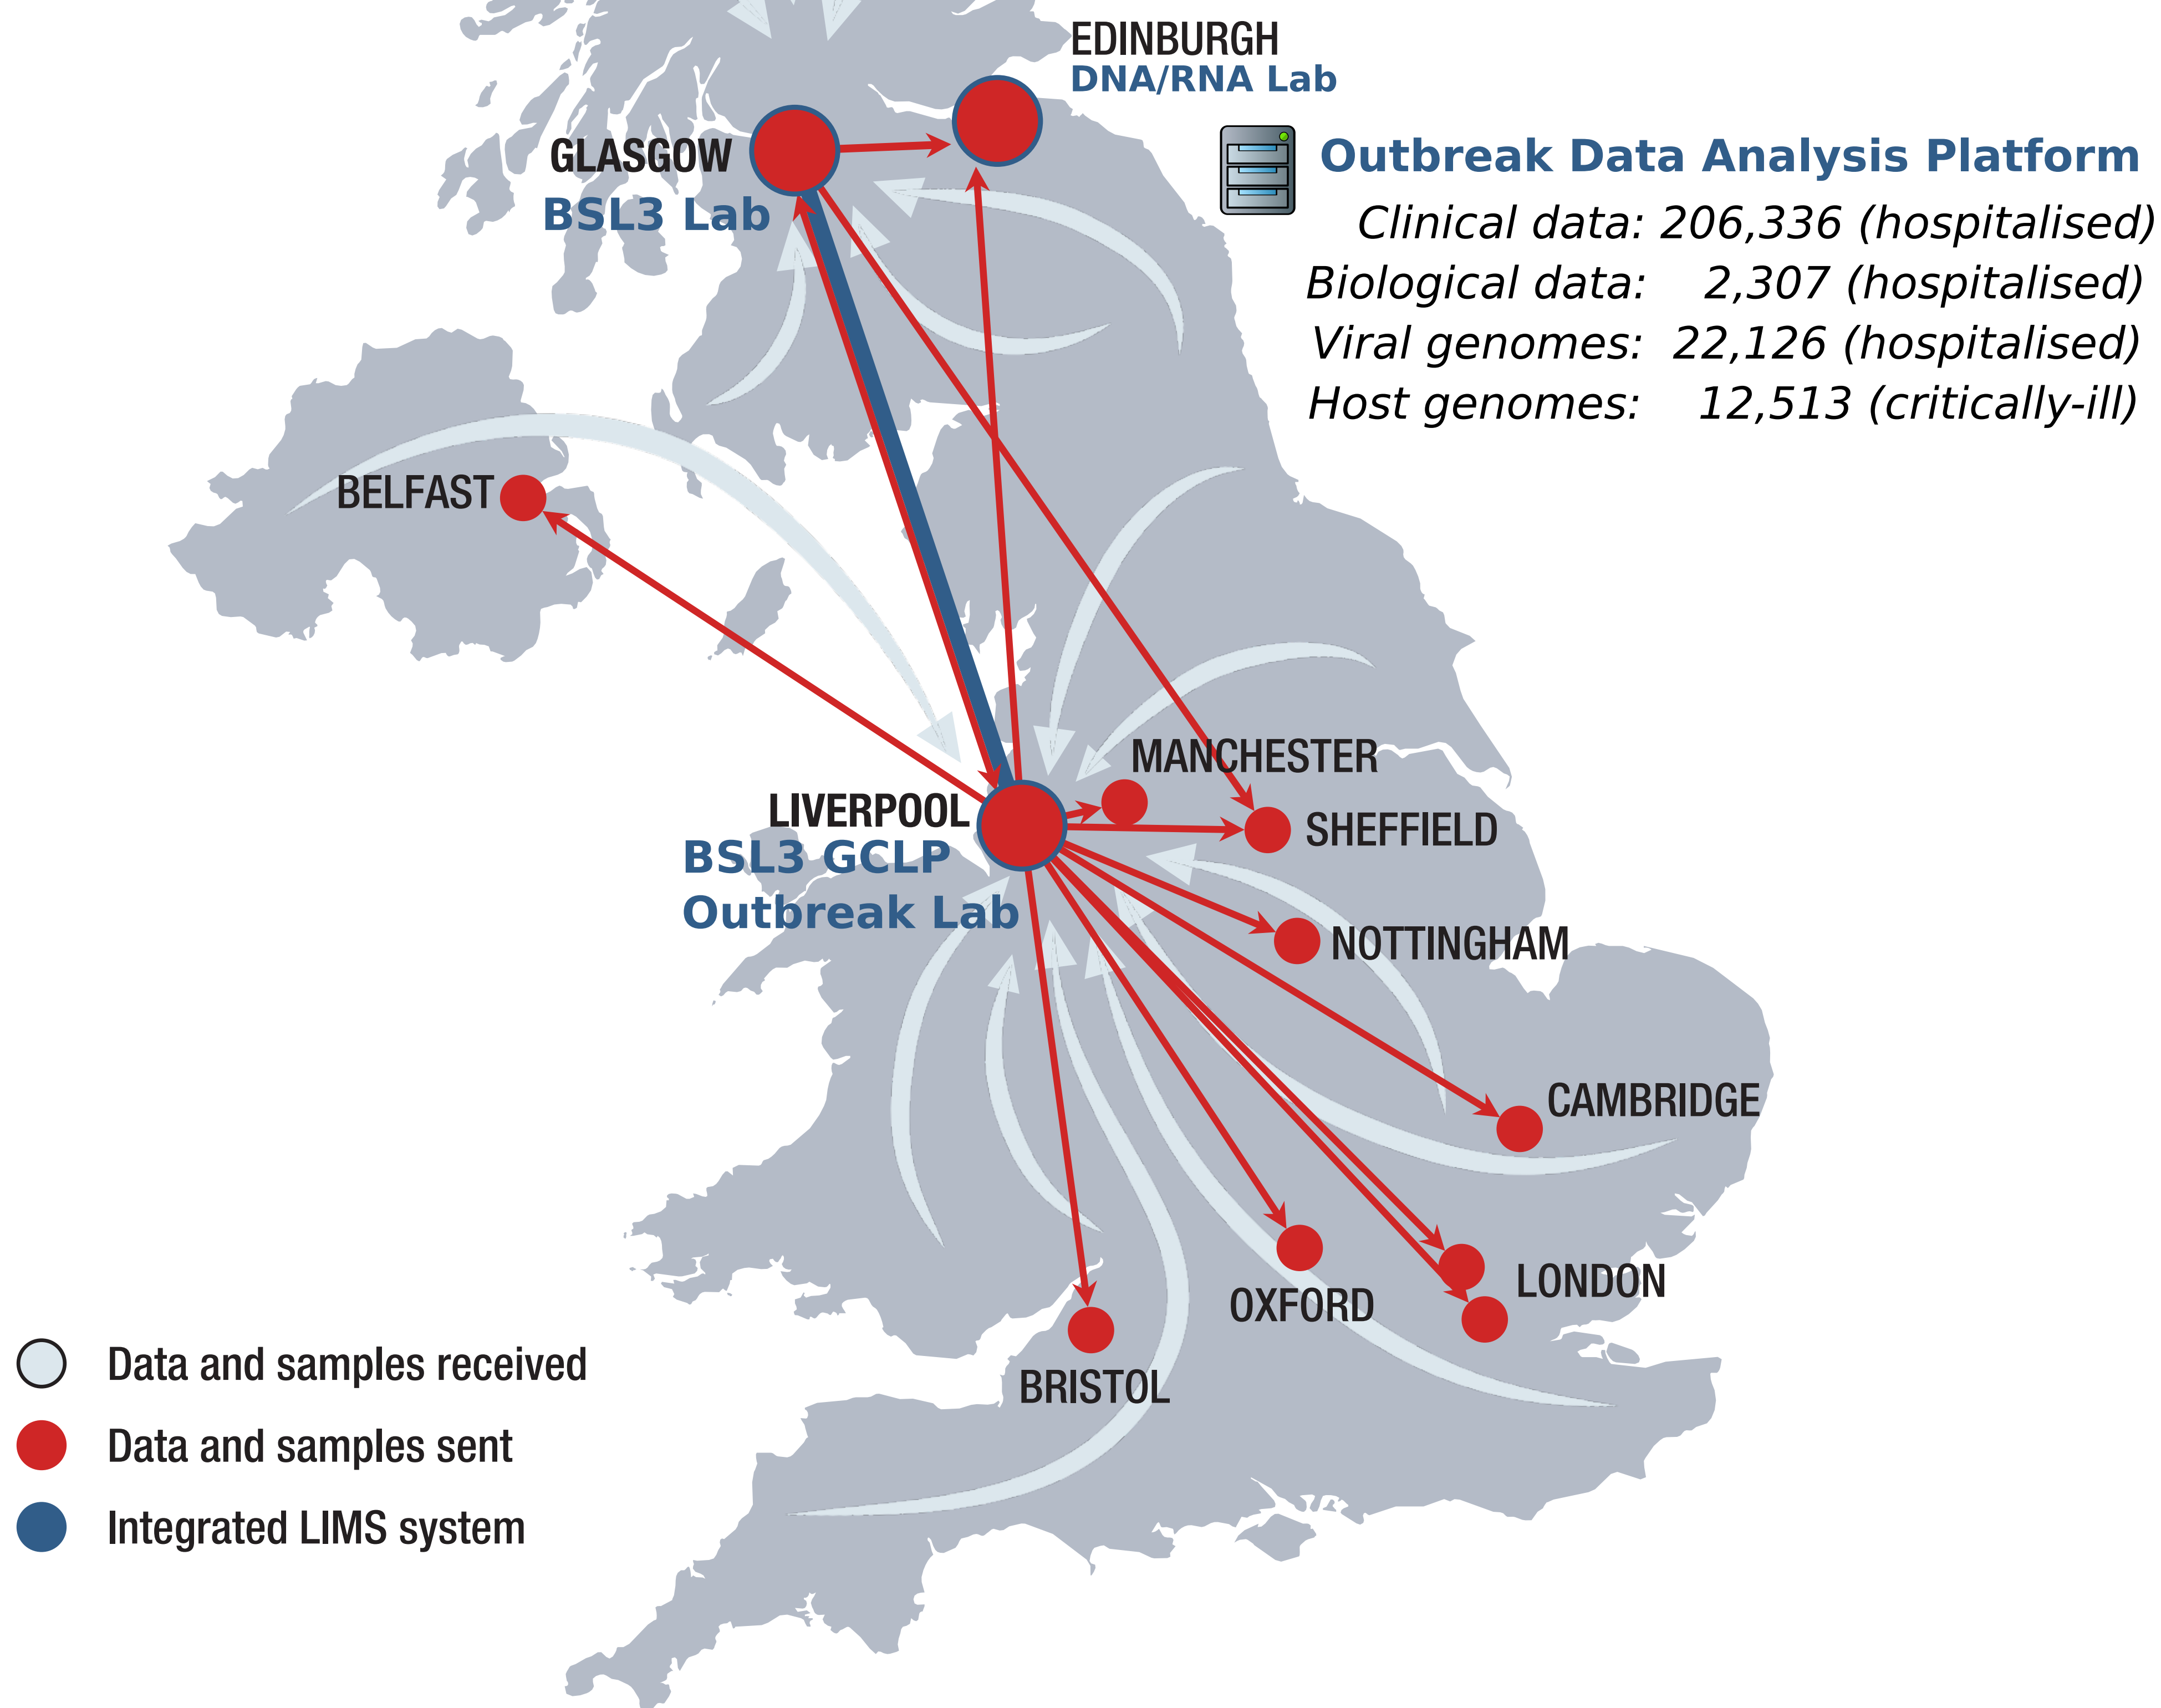 EDINBURGH
DNA/RNA Lab
GLASGOW
BSL3 Lab
Outbreak Data Analysis Platform
Clinical data: 206,336 (hospitalised)
Biological data: 2,307 (hospitalised)
Viral genomes: 22,126 (hospitalised)
Host genomes: 12,513 (critically-ill)
BELFAST
MANCHESTER
LIVERPOOL
BSL3 GCLP
Outbreak Lab
SHEFFIELD
NOTTINGHAM
CAMBRIDGE
LONDON
OXFORD
BRISTOL
Data and samples received
Data and samples sent
Integrated LIMS system